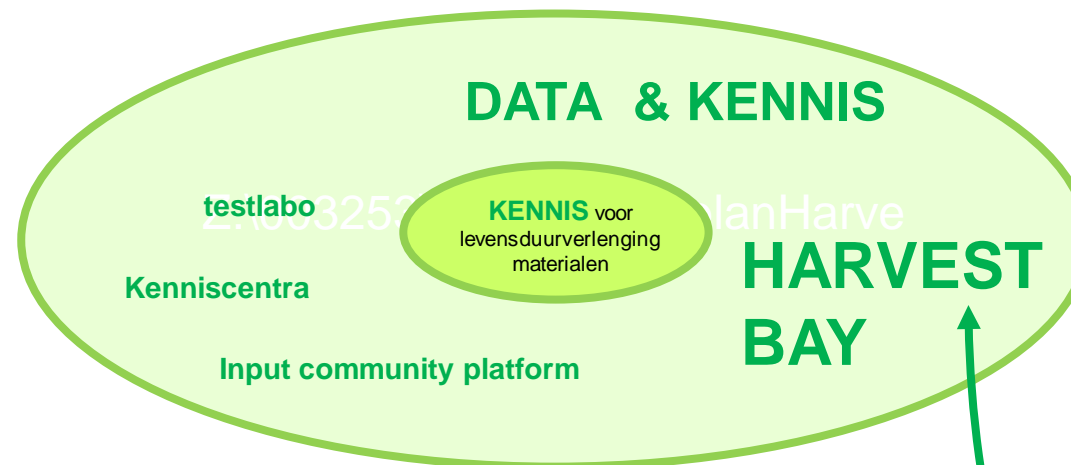 DATA & KENNIS
testlabo
KENNIS voor
levensduurverlenging
materialen
HARVEST
BAY
Kenniscentra
Input community platform